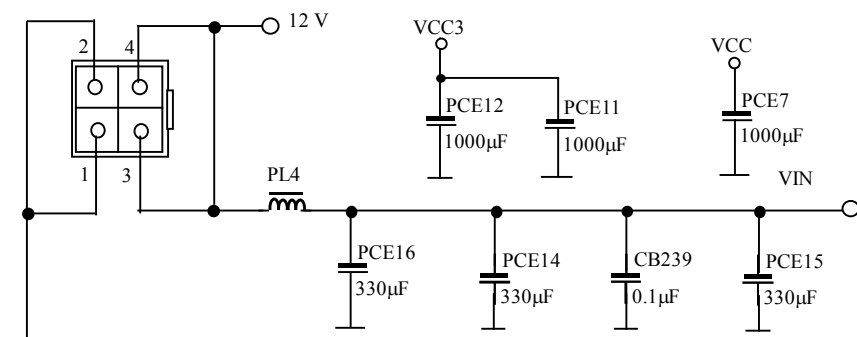 12 V
2
4
1
3
VCC3
VCC
PCE12
1000μF
PCE11
1000μF
PCE7
1000μF
PL4
VIN
PCE16
330μF
PCE14
330μF
CB239
0.1μF
PCE15
330μF